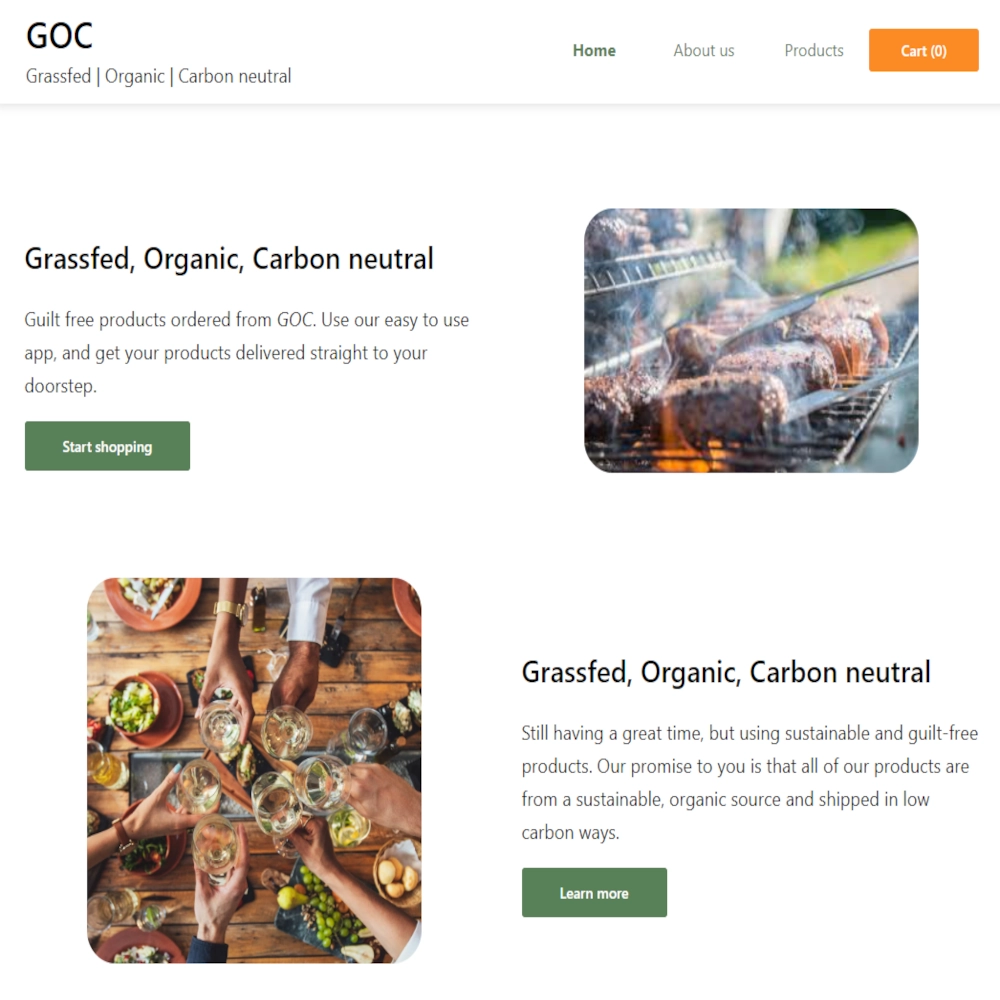 GOC
Grassfed | Organic | Carbon neutral
Home
About us
Products
Cart (0)
Grassfed, Organic, Carbon neutral
Guilt free products ordered from GOC. Use our easy to use
app, and get your products delivered straight to your
doorstep.
Start shopping
Grassfed, Organic, Carbon neutral
Still having a great time, but using sustainable and guilt-free
products. Our promise to you is that all of our products are
from a sustainable, organic source and shipped in low
carbon ways.
Learn more